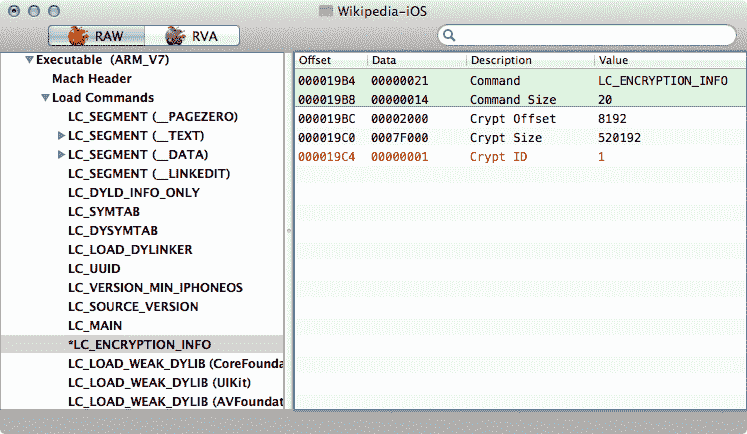 Wikipedia-iOS
RAW RVA
Executable (ARM_V7)
Mach Header
Load Commands
LC_SEGMENT (__PAGEZERO)
LC_SEGMENT (__TEXT)
LC_SEGMENT (__DATA)
LC_SEGMENT (__LINKEDIT)
LC_DYLD_INFO_ONLY
LC_SYMTAB
LC_DYSYMTAB
LC_LOAD_DYLINKER
LC_UUID
LC_VERSION_MIN_IPHONEOS
LC_SOURCE_VERSION
LC_MAIN
*LC_ENCRYPTION_INFO
LC_LOAD_WEAK_DYLIB (CoreFounda
LC_LOAD_WEAK_DYLIB (UIKit)
LC_LOAD_WEAK_DYLIB (AVFoundat
Offset Data Description Value
000019B4 00000021 Command LC_ENCRYPTION_INFO
000019B8 00000014 Command Size 20
000019BC 00002000 Crypt Offset 8192
000019C0 0007F000 Crypt Size 520192
000019C4 00000001 Crypt ID 1